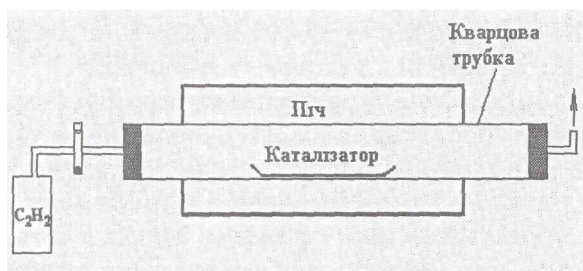 Кварцова
трубка
Піч
Каталізатор
C₂H₂